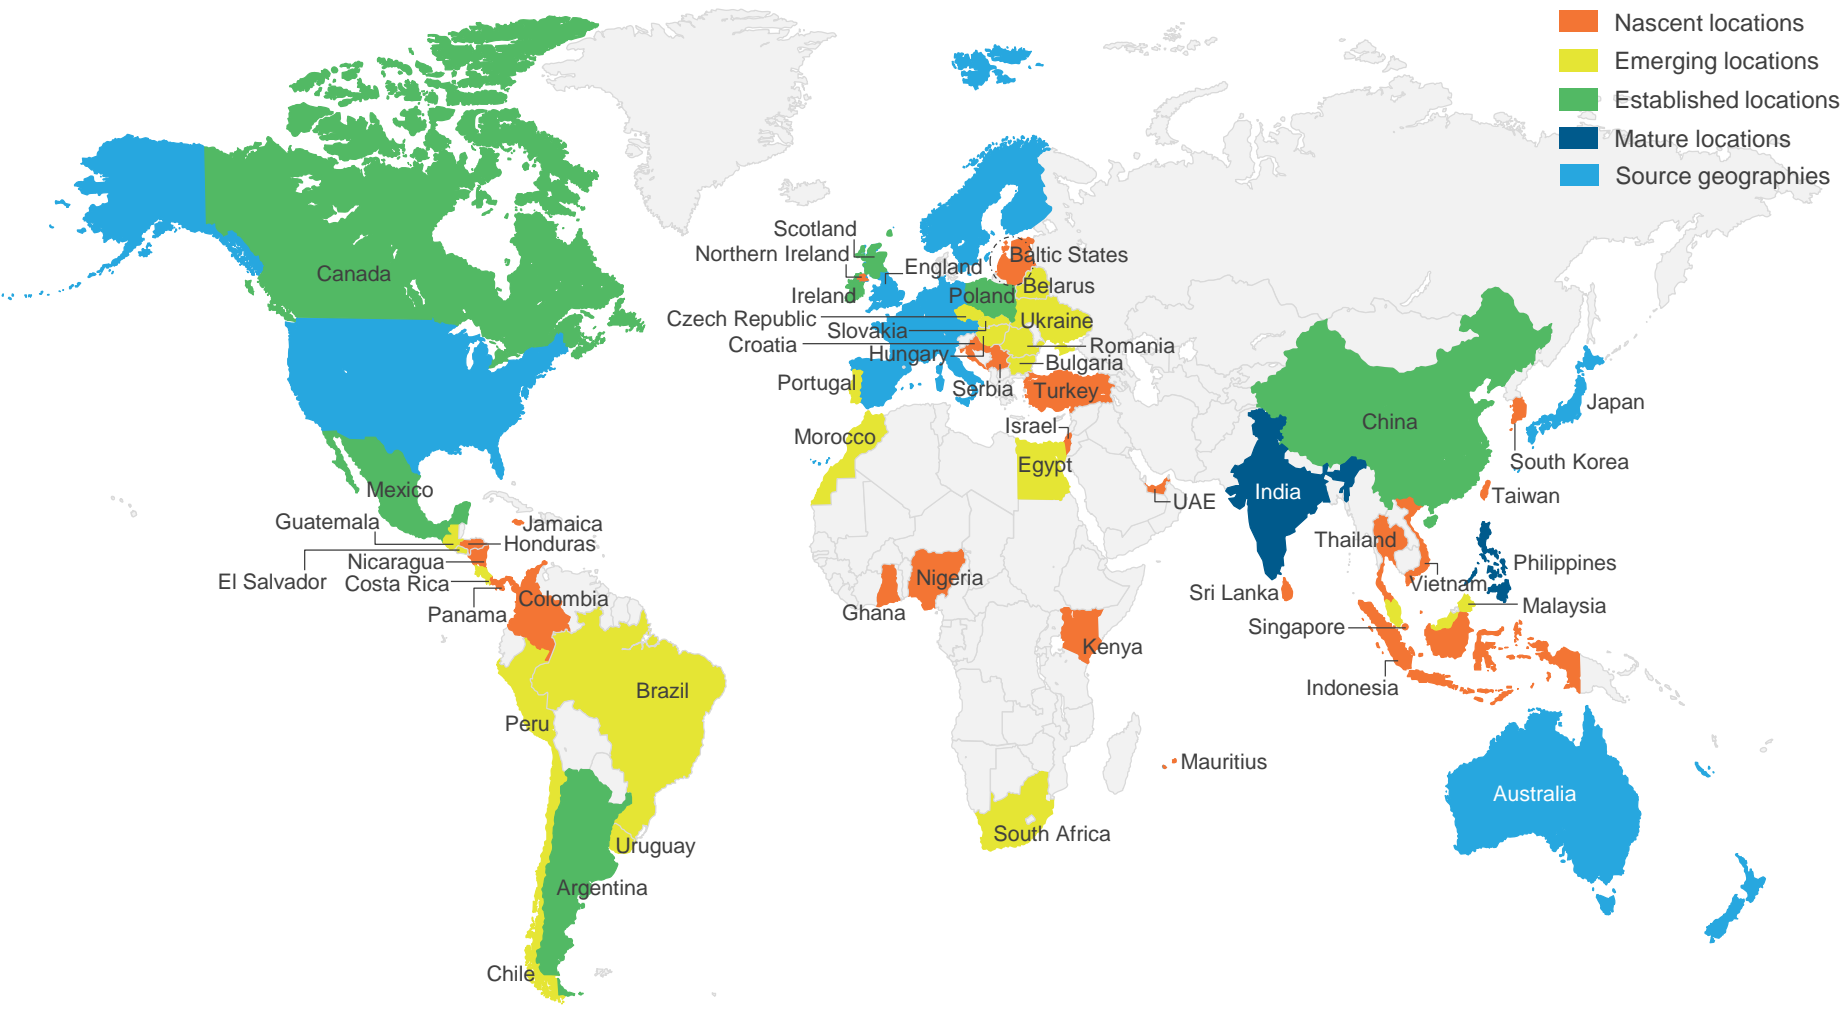 Nascent locations
Emerging locations
Established locations
Mature locations
Source geographies
Scotland
Northern Ireland
England
Baltic States
Canada
Ireland
Poland
Belarus
Czech Republic
Slovakia
Ukraine
Croatia
Hungary
Romania
Bulgaria
Portugal
Serbia
Turkey
Japan
China
Morocco
Israel
Egypt
South Korea
Mexico
UAE
India
Taiwan
Guatemala
Jamaica
Honduras
Thailand
Nicaragua
El Salvador
Costa Rica
Philippines
Nigeria
Vietnam
Panama
Colombia
Ghana
Sri Lanka
Malaysia
Singapore
Kenya
Indonesia
Brazil
Peru
Mauritius
Australia
South Africa
Uruguay
Argentina
Chile